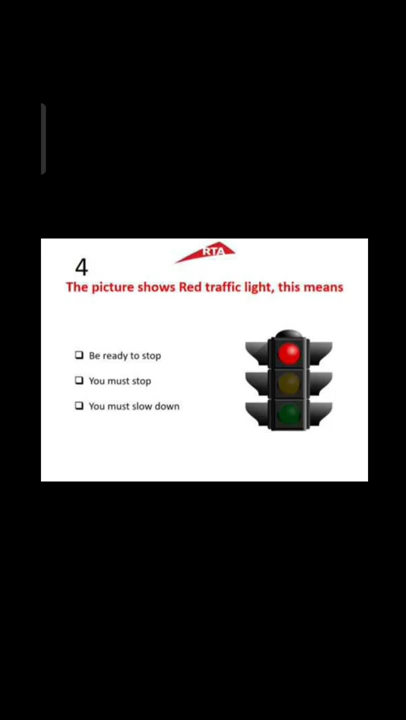 RTA
4
The picture shows Red traffic light, this means
Be ready to stop
You must stop
You must slow down